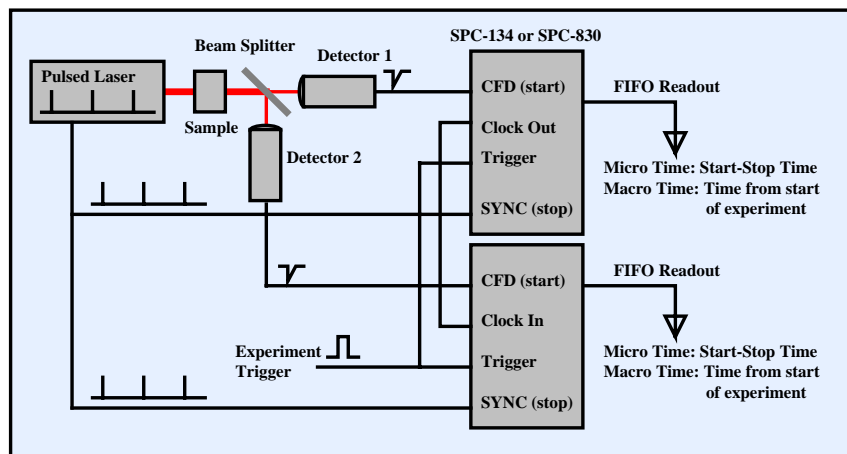 SPC-134 or SPC-830
Beam Splitter
Detector 1
Pulsed Laser
CFD (start)
FIFO Readout
Sample
Clock Out
Detector 2
Trigger
Micro Time: Start-Stop Time
Macro Time: Time from start
of experiment
SYNC (stop)
CFD (start)
FIFO Readout
Clock In
Experiment
Trigger
Trigger
Micro Time: Start-Stop Time
Macro Time: Time from start
of experiment
SYNC (stop)